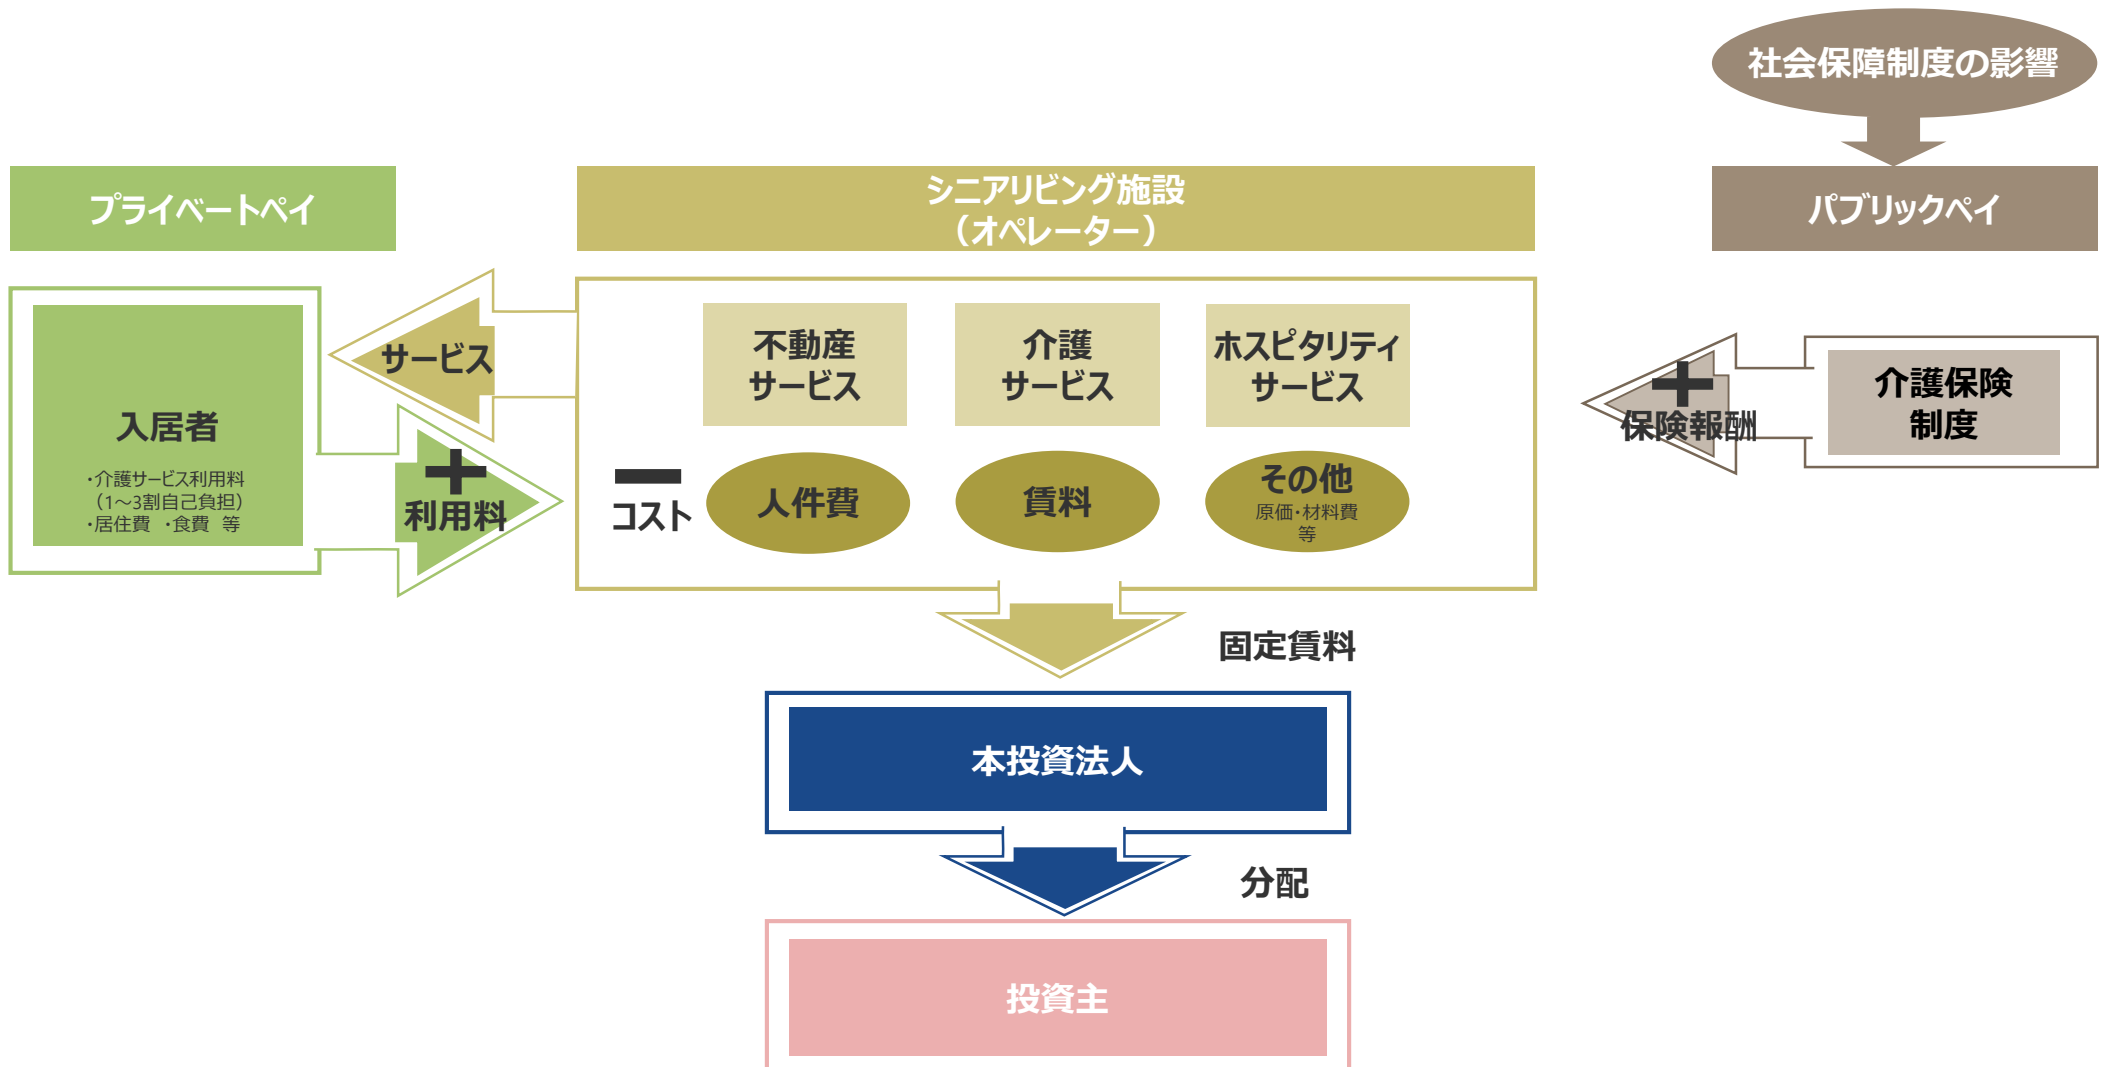 社会保障制度の影響
プライベートペイ
シニアリビング施設
（オペレーター）
パブリックペイ
入居者
・介護サービス利用料
（1～3割自己負担）
・居住費　・食費　等
サービス
＋
利用料
不動産
サービス
介護
サービス
ホスピタリティ
サービス
ー
コスト
人件費
賃料
その他
原価・材料費
等
＋
保険報酬
介護保険
制度
固定賃料
本投資法人
分配
投資主